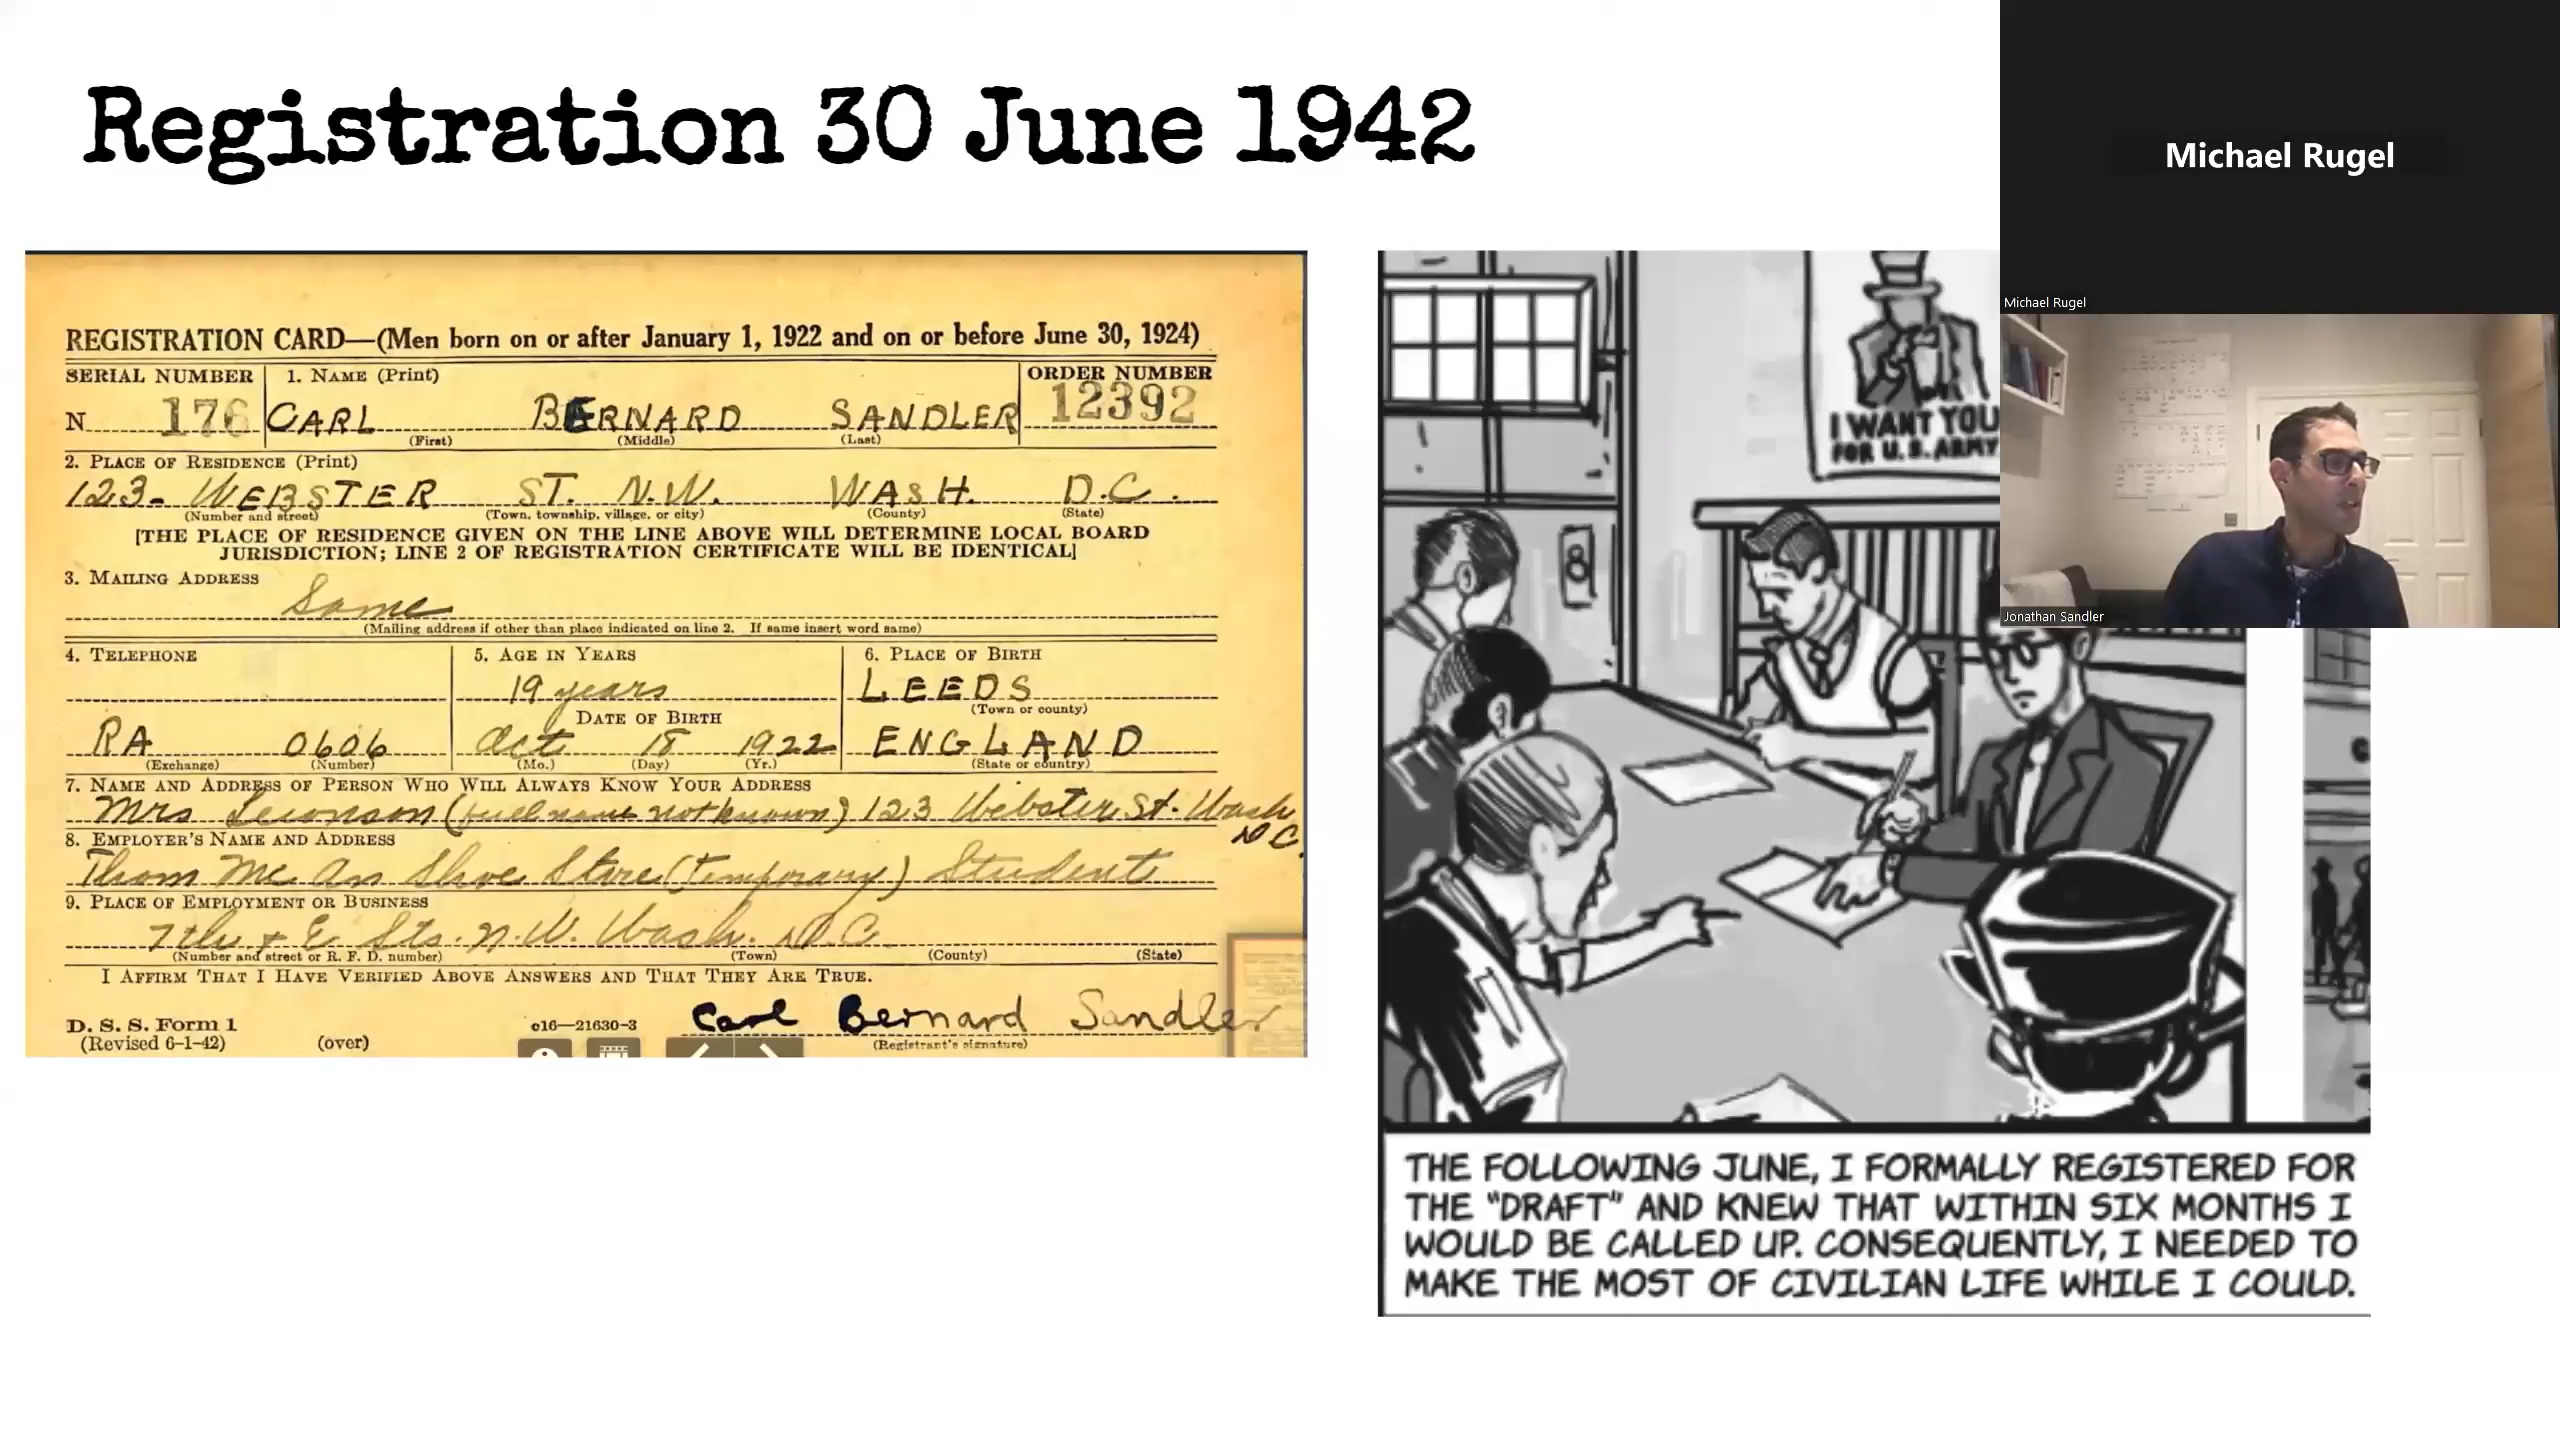 Registration 30 June 1942
REGISTRATION CARD—(Men born on or after January 1, 1922 and on or before June 30, 1924)
SERIAL NUMBER
1. NAME (Print)
ORDER NUMBER
N 176
CARL BERNARD SANDLER
12392
(First) (Middle) (Last)
2. PLACE OF RESIDENCE (Print)
123- WEBSTER ST. N.W. WASH. D.C.
(Number and street) (Town, township, village, or city) (County) (State)
[THE PLACE OF RESIDENCE GIVEN ON THE LINE ABOVE WILL DETERMINE LOCAL BOARD
JURISDICTION; LINE 2 OF REGISTRATION CERTIFICATE WILL BE IDENTICAL]
3. MAILING ADDRESS
Same
(Mailing address if other than place indicated on line 2. If same insert word same)
4. TELEPHONE
RA 0606
(Exchange) (Number)
5. AGE IN YEARS
19 years
DATE OF BIRTH
Oct 18 1922
(Mo.) (Day) (Yr.)
6. PLACE OF BIRTH
LEEDS
(Town or county)
ENGLAND
(State or country)
7. NAME AND ADDRESS OF PERSON WHO WILL ALWAYS KNOW YOUR ADDRESS
Mrs (full name not known) 123 Webster St. Wash
D C.
8. EMPLOYER'S NAME AND ADDRESS
Thom Mc An Shoe Store (Temporary) Student
9. PLACE OF EMPLOYMENT OR BUSINESS
7th & E Sts. N.W. Wash. D.C.
(Number and street or R. F. D. number) (Town) (County) (State)
I AFFIRM THAT I HAVE VERIFIED ABOVE ANSWERS AND THAT THEY ARE TRUE.
Carl Bernard Sandler
D. S. S. Form 1
(Revised 6-1-42) (over)
c16—21630-3
(Registrant's signature)
8
I WANT YOU
FOR U.S. ARMY
THE FOLLOWING JUNE, I FORMALLY REGISTERED FOR
THE "DRAFT" AND KNEW THAT WITHIN SIX MONTHS I
WOULD BE CALLED UP. CONSEQUENTLY, I NEEDED TO
MAKE THE MOST OF CIVILIAN LIFE WHILE I COULD.
Michael Rugel
Michael Rugel
Jonathan Sandler